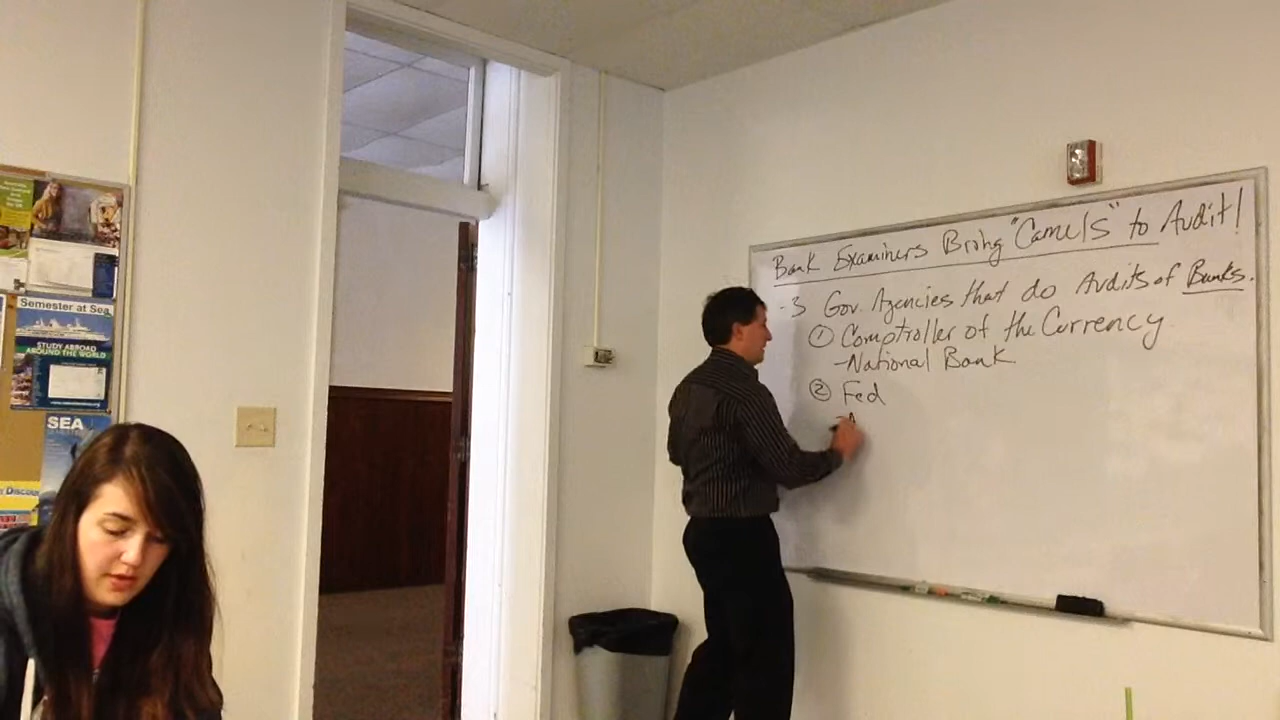 Semester at Sea
STUDY ABROAD
AROUND THE WORLD
SEA
Discou
Bank Examiners Bring "Camels" to Audit!
-3 Gov. Agencies that do Audits of Banks.
① Comptroller of the Currency
-National Bank
② Fed